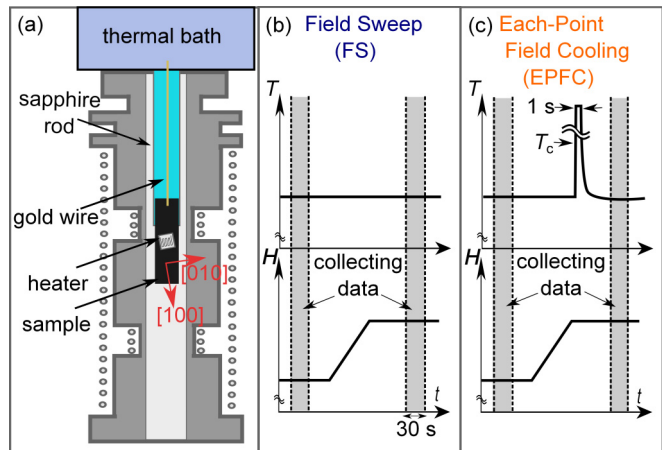 (a)
thermal bath
sapphire
rod
gold wire
heater
sample
[010]
[100]
(b)
Field Sweep
(FS)
T
H
collecting
data
t
30 s
(c)
Each-Point
Field Cooling
(EPFC)
T
1 s
Tc
H
collecting
data
t